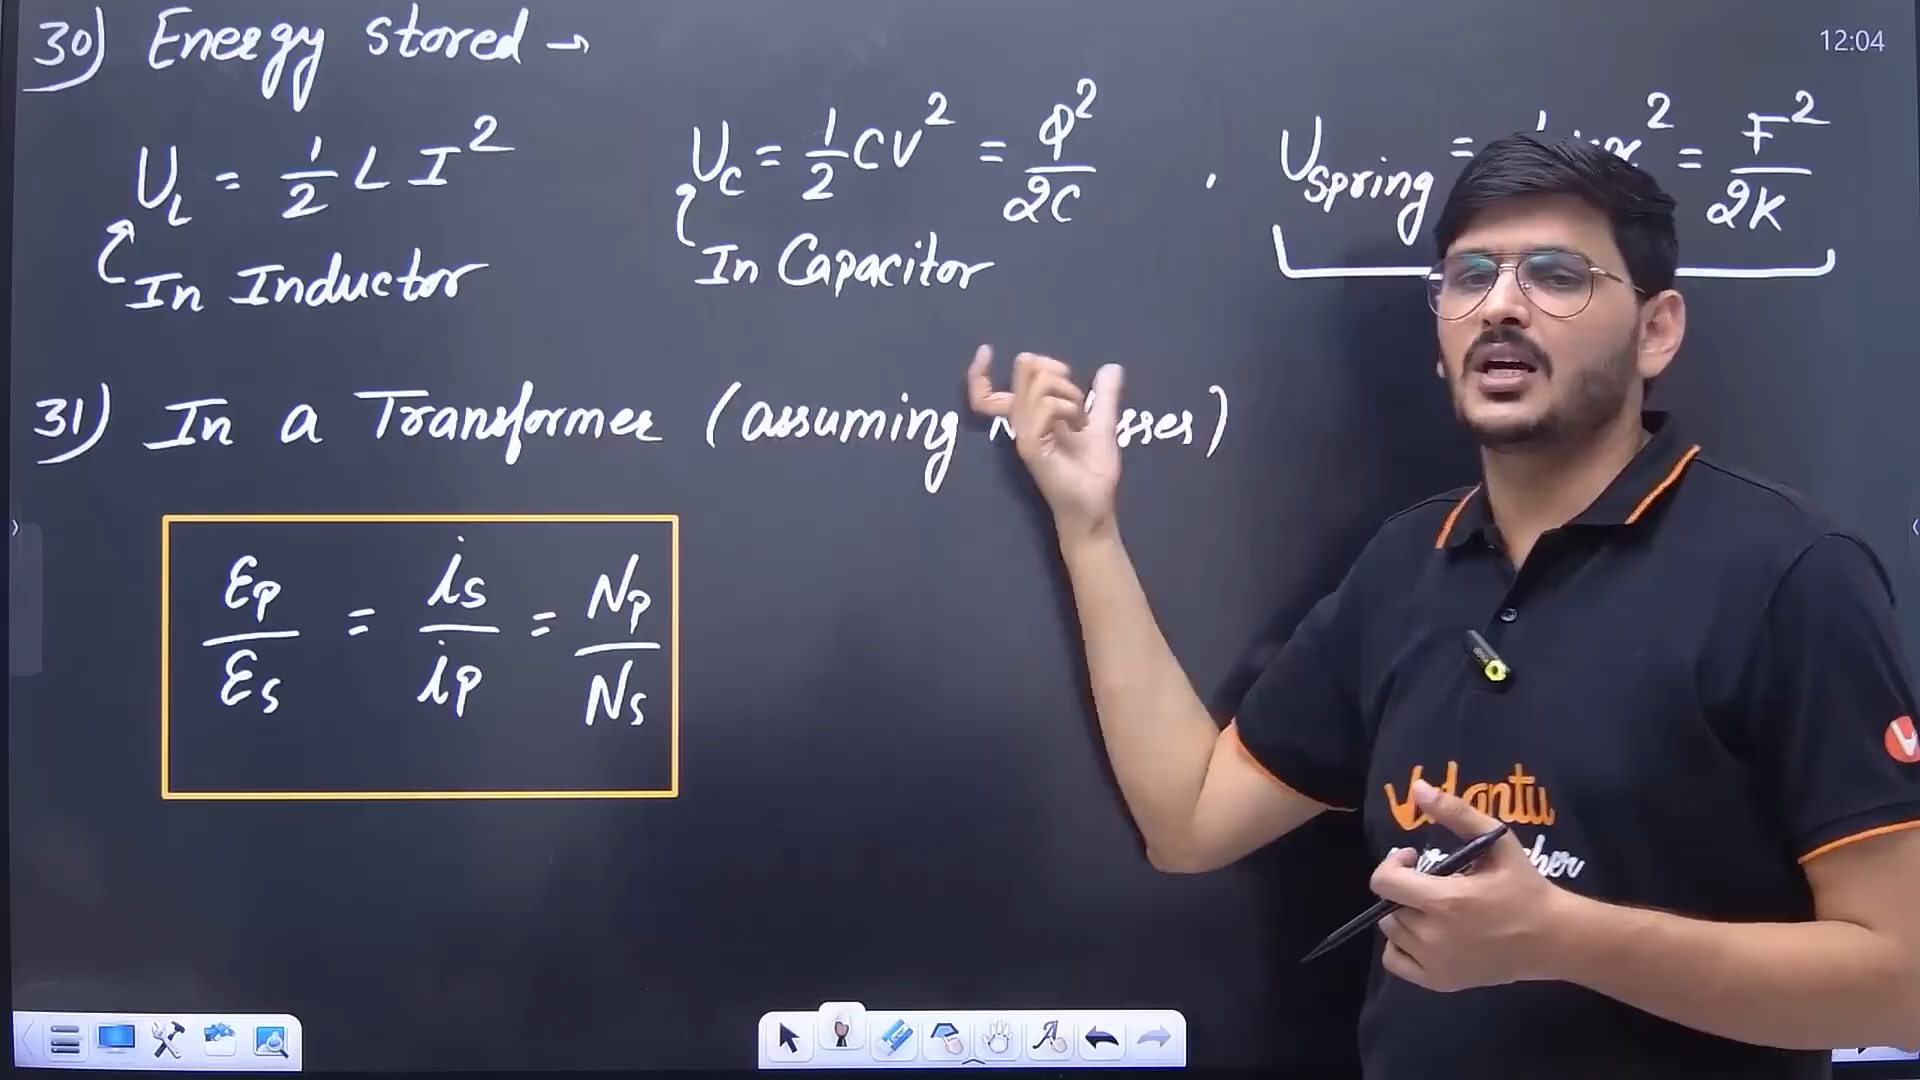 30) Energy stored →
12:04
U_L = 1/2 L I² U_C = 1/2 CV² = Q²/2C , U_Spring = x² = F²/2K
In Inductor In Capacitor
31) In a Transformer (assuming
Ep/Es = is/ip = Np/Ns